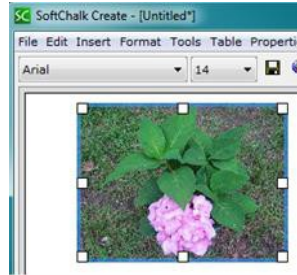 SC SoftChalk Create - [Untitled*]
File Edit Insert Format Tools Table Properti
Arial 14